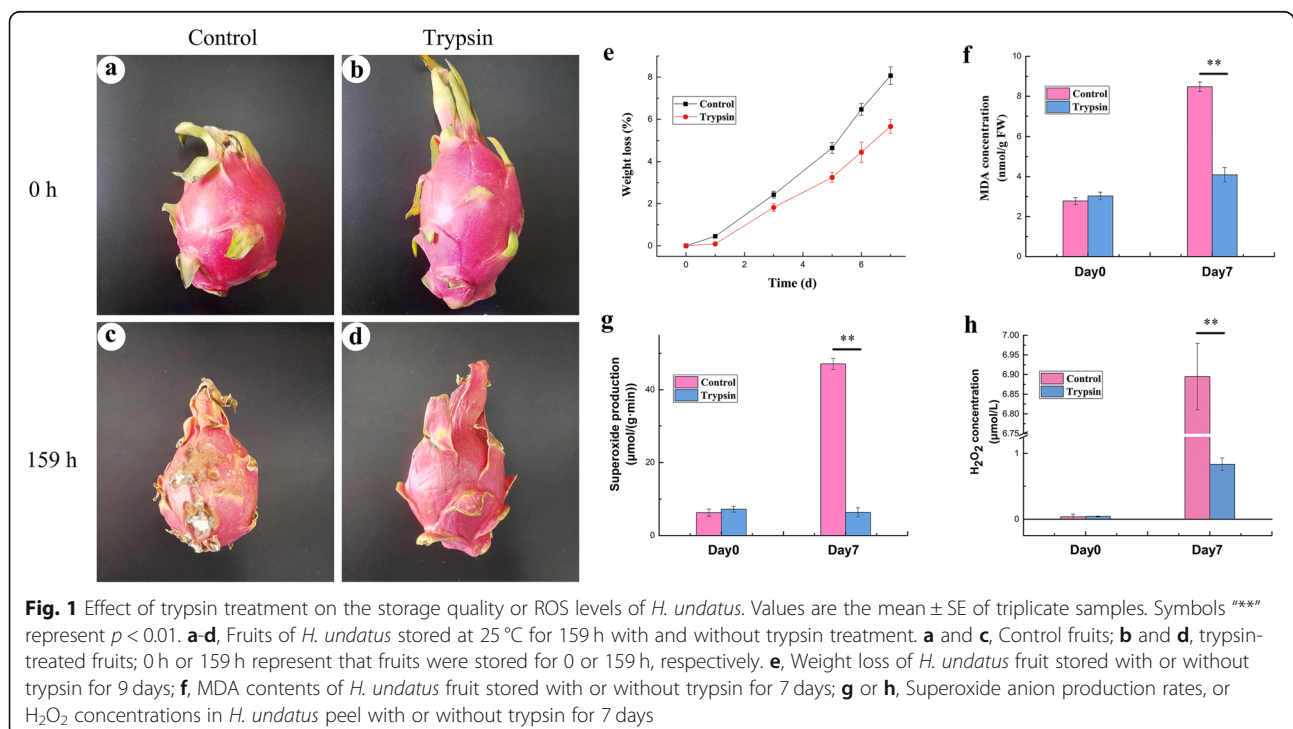 Control
Trypsin
0 h
159 h
a
b
c
d
e
Weight loss (%)
8
6
4
2
0
Control
Trypsin
0
2
4
6
Time (d)
f
MDA concentration
(nmol/g FW)
10
8
6
4
2
0
Control
Trypsin
**
Day0
Day7
g
Superoxide production
(μmol/(g·min))
40
20
0
Control
Trypsin
**
Day0
Day7
h
H₂O₂ concentration
(μmol/L)
7.00
6.95
6.90
6.85
6.80
6.75
1
0
Control
Trypsin
**
Day0
Day7
Fig. 1 Effect of trypsin treatment on the storage quality or ROS levels of H. undatus. Values are the mean ± SE of triplicate samples. Symbols “**”
represent p < 0.01. a-d, Fruits of H. undatus stored at 25 °C for 159 h with and without trypsin treatment. a and c, Control fruits; b and d, trypsin-
treated fruits; 0 h or 159 h represent that fruits were stored for 0 or 159 h, respectively. e, Weight loss of H. undatus fruit stored with or without
trypsin for 9 days; f, MDA contents of H. undatus fruit stored with or without trypsin for 7 days; g or h, Superoxide anion production rates, or
H₂O₂ concentrations in H. undatus peel with or without trypsin for 7 days